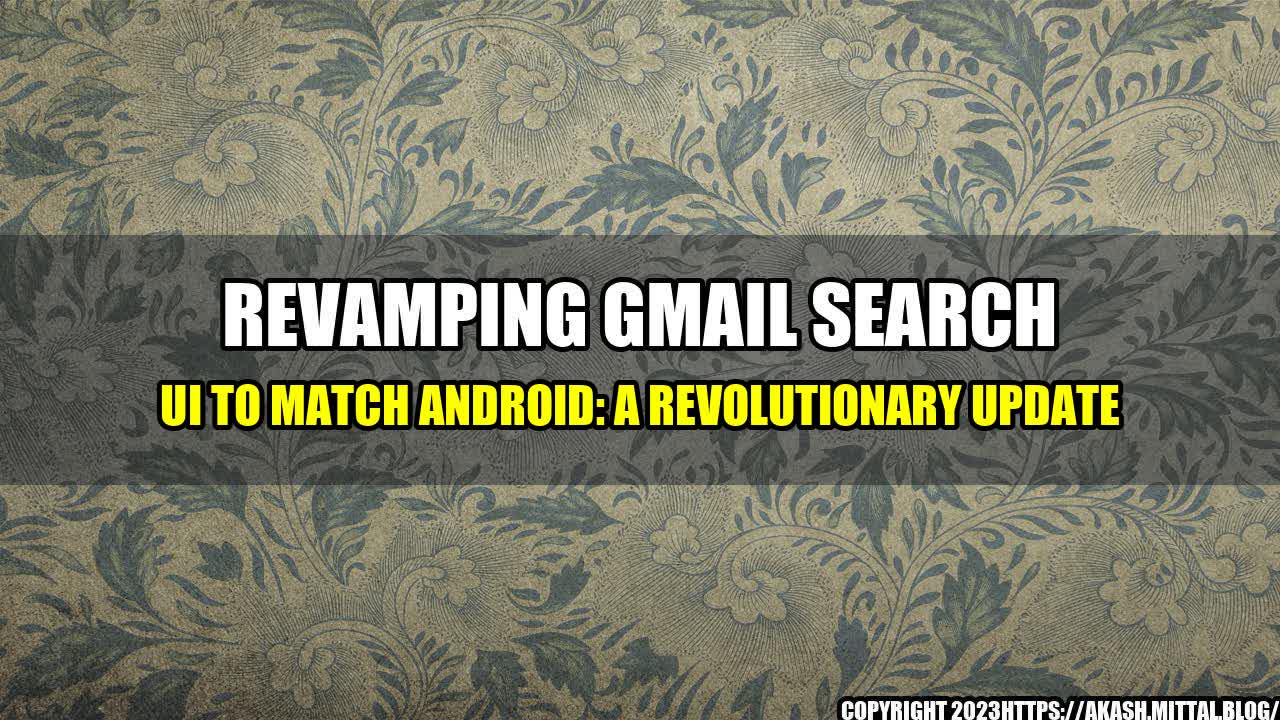 REVAMPING GMAIL SEARCH
UI TO MATCH ANDROID: A REVOLUTIONARY UPDATE
COPYRIGHT 2023HTTPS://AKASH.MITTAL.BLOG/